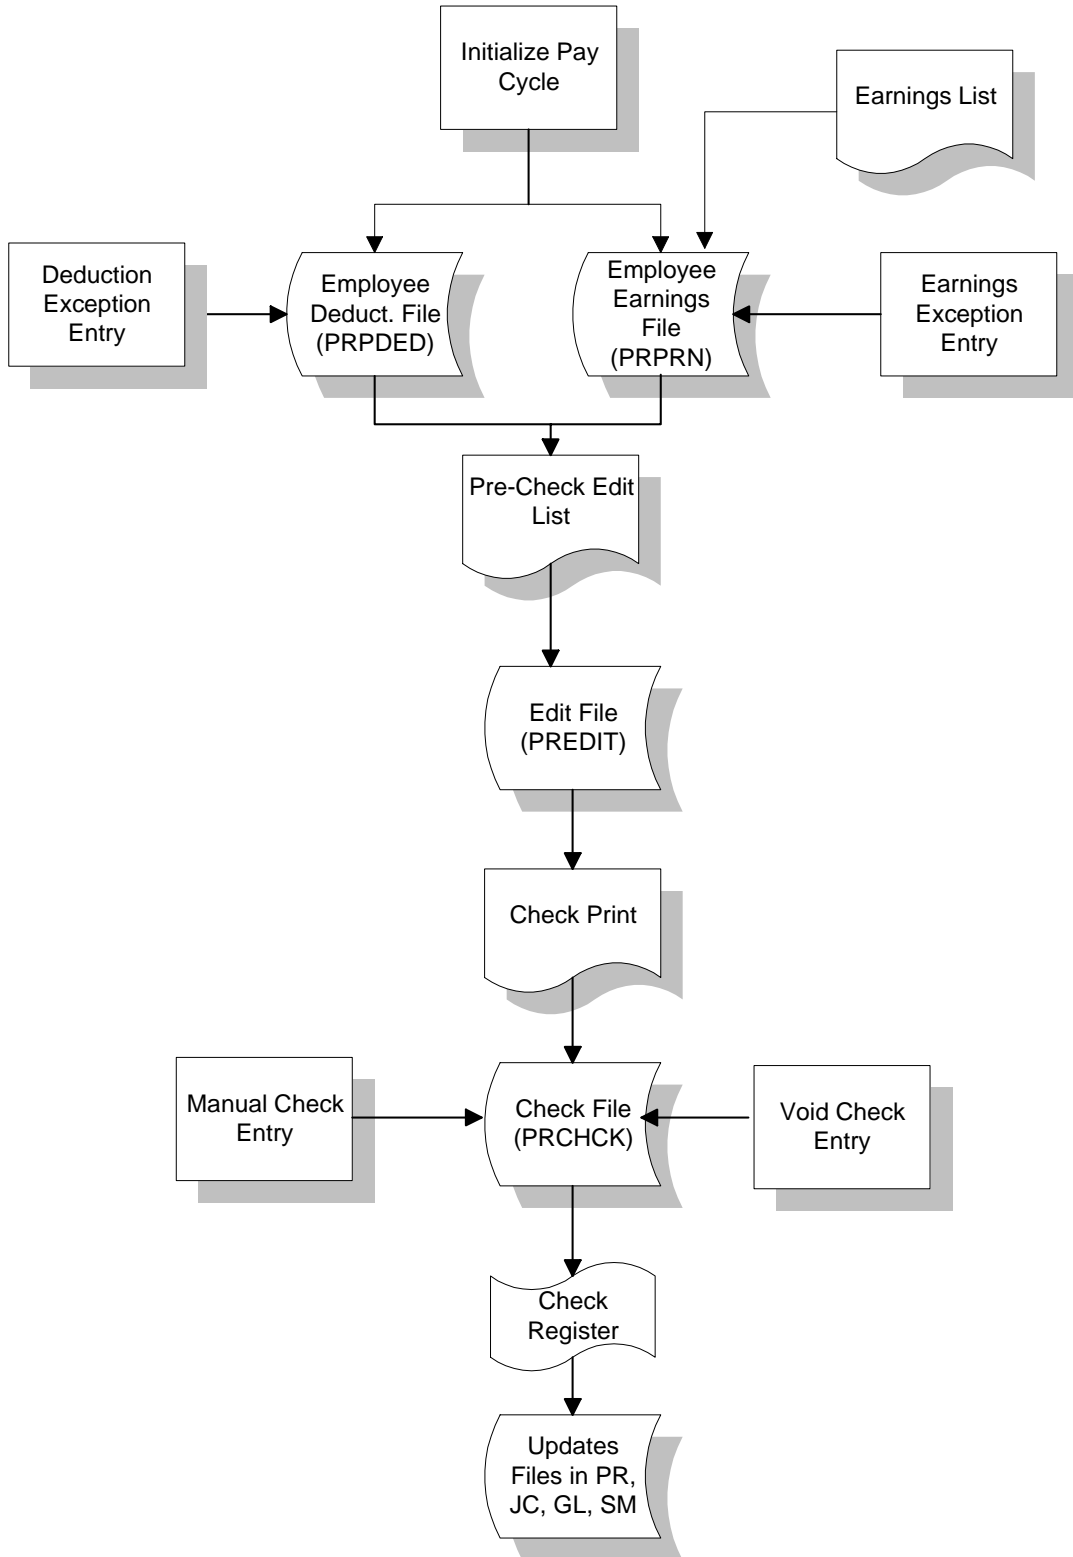 Initialize Pay
Cycle
Earnings List
Deduction
Exception
Entry
Employee
Deduct. File
(PRPDED)
Employee
Earnings
File
(PRPRN)
Earnings
Exception
Entry
Pre-Check Edit
List
Edit File
(PREDIT)
Check Print
Manual Check
Entry
Check File
(PRCHCK)
Void Check
Entry
Check
Register
Updates
Files in PR,
JC, GL, SM